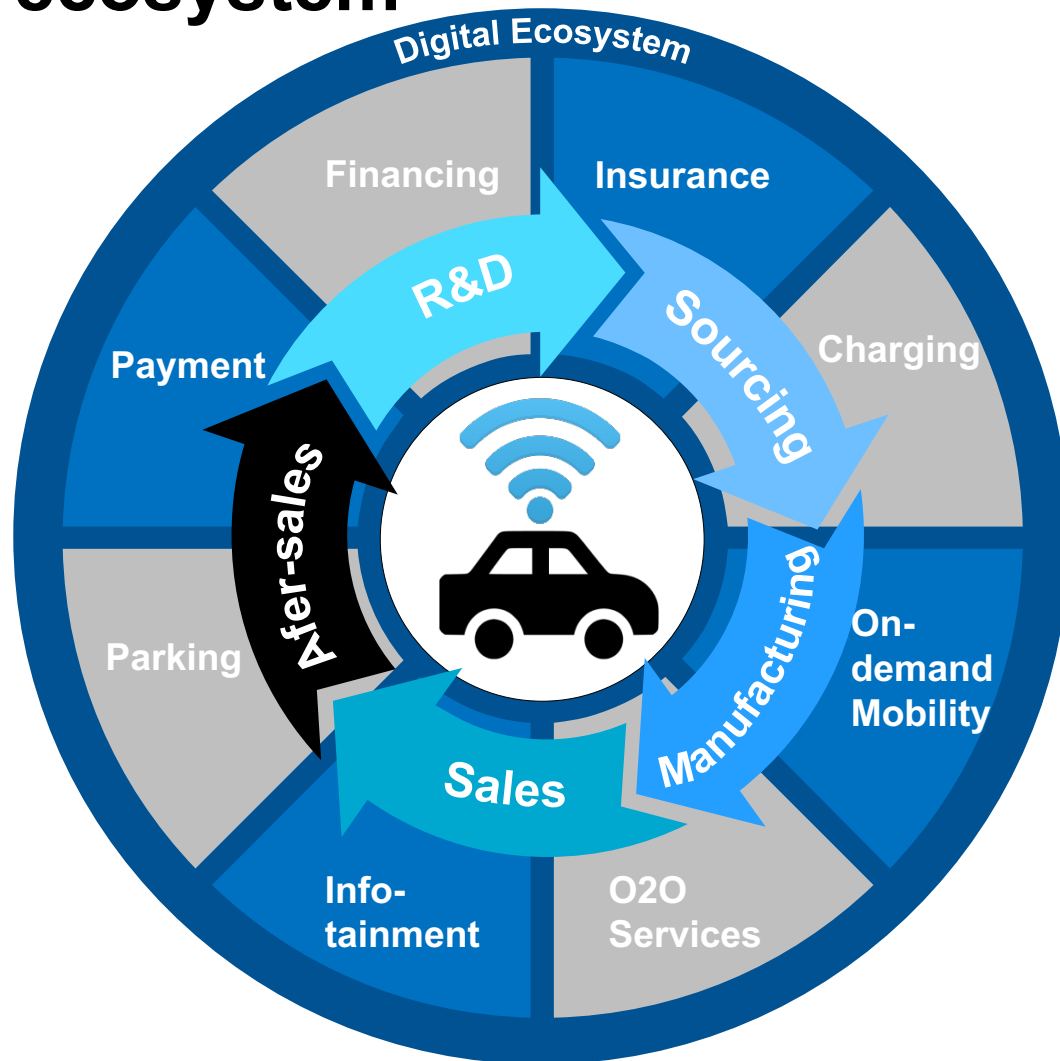 ecosystem
Digital Ecosystem
Financing
Insurance
R&D
Sourcing
Charging
Payment
Afer-sales
Manufacturing
On-
demand
Mobility
Parking
Sales
Info-
tainment
O2O
Services